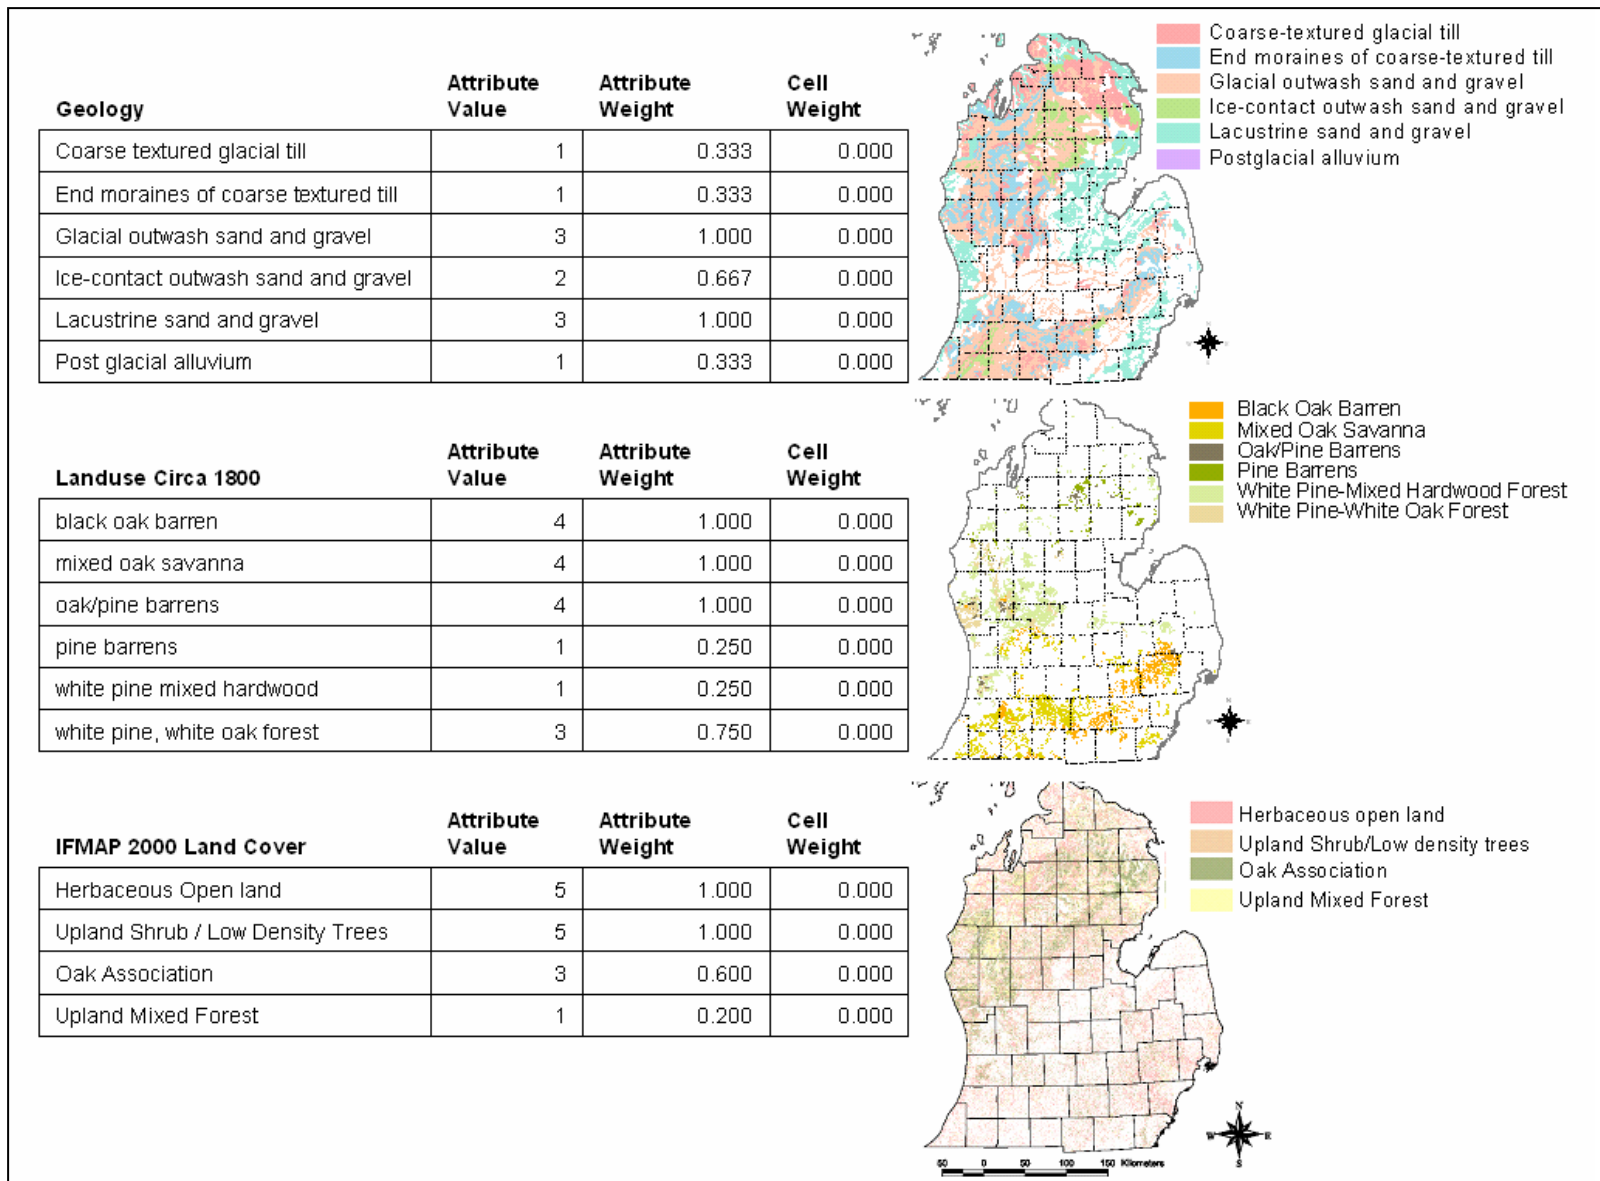 Geology Attribute Value Attribute Weight Cell Weight
Coarse textured glacial till 1 0.333 0.000
End moraines of coarse textured till 1 0.333 0.000
Glacial outwash sand and gravel 3 1.000 0.000
Ice-contact outwash sand and gravel 2 0.667 0.000
Lacustrine sand and gravel 3 1.000 0.000
Post glacial alluvium 1 0.333 0.000
Coarse-textured glacial till
End moraines of coarse-textured till
Glacial outwash sand and gravel
Ice-contact outwash sand and gravel
Lacustrine sand and gravel
Postglacial alluvium
Landuse Circa 1800 Attribute Value Attribute Weight Cell Weight
black oak barren 4 1.000 0.000
mixed oak savanna 4 1.000 0.000
oak/pine barrens 4 1.000 0.000
pine barrens 1 0.250 0.000
white pine mixed hardwood 1 0.250 0.000
white pine, white oak forest 3 0.750 0.000
Black Oak Barren
Mixed Oak Savanna
Oak/Pine Barrens
Pine Barrens
White Pine-Mixed Hardwood Forest
White Pine-White Oak Forest
IFMAP 2000 Land Cover Attribute Value Attribute Weight Cell Weight
Herbaceous Open land 5 1.000 0.000
Upland Shrub / Low Density Trees 5 1.000 0.000
Oak Association 3 0.600 0.000
Upland Mixed Forest 1 0.200 0.000
Herbaceous open land
Upland Shrub/Low density trees
Oak Association
Upland Mixed Forest
N
W E
S
50 0 50 100 150 Kilometers